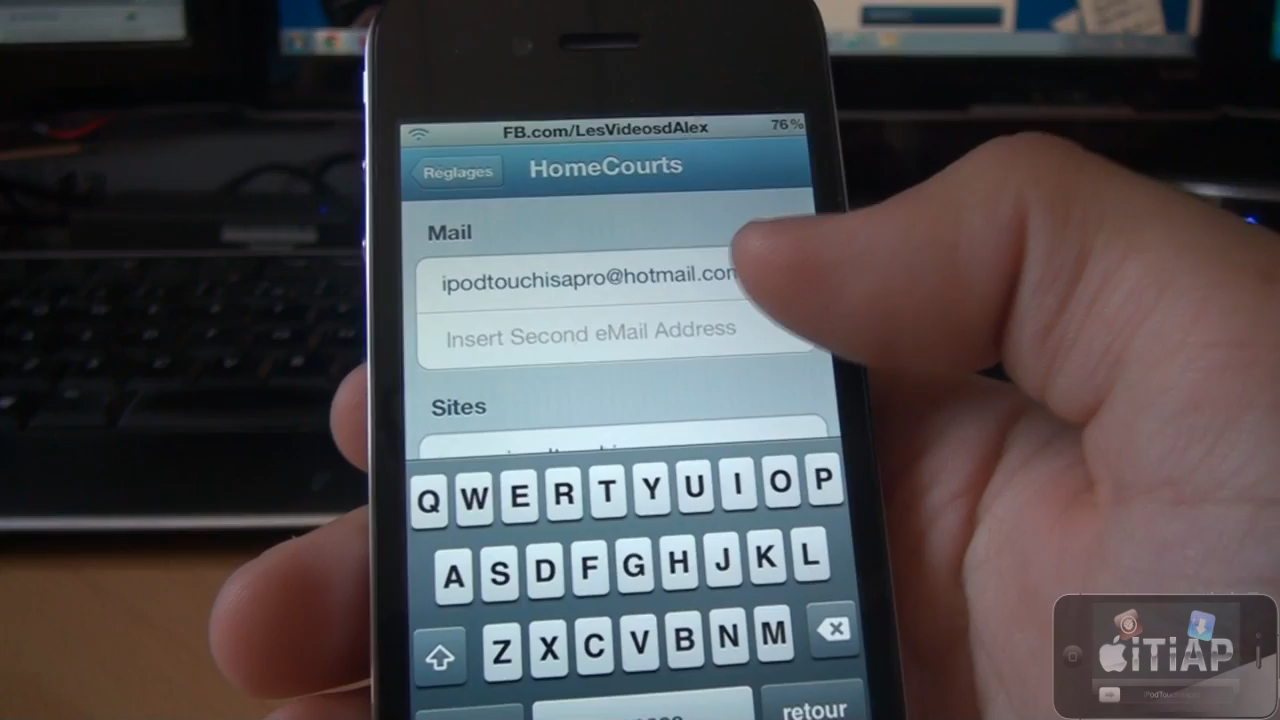 FB.com/LesVideosdAlex 76%
Réglages HomeCourts
Mail
ipodtouchisapro@hotmail.com
Insert Second eMail Address
Sites
Q W E R T Y U I O P
A S D F G H J K L
Z X C V B N M
retour
iTiAP